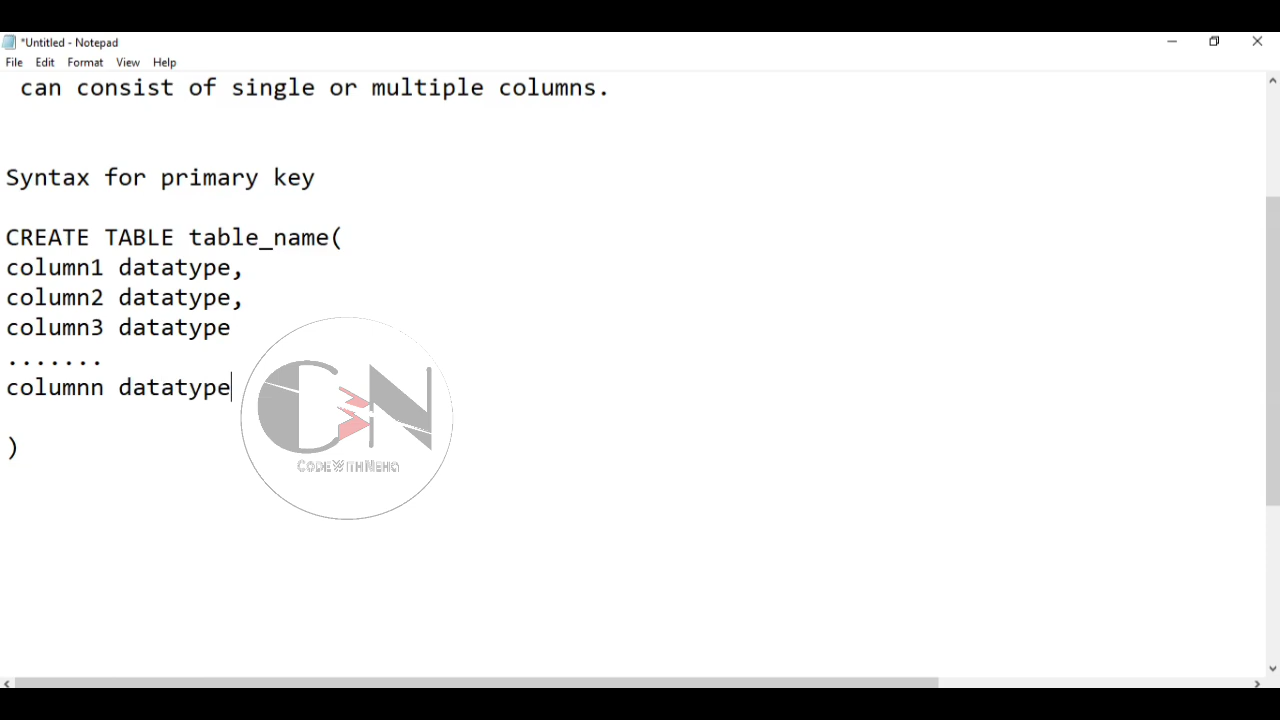 *Untitled - Notepad
File Edit Format View Help
can consist of single or multiple columns.
Syntax for primary key
CREATE TABLE table_name(
column1 datatype,
column2 datatype,
column3 datatype
.......
columnn datatype
)
CN
CODEWITHNEHA